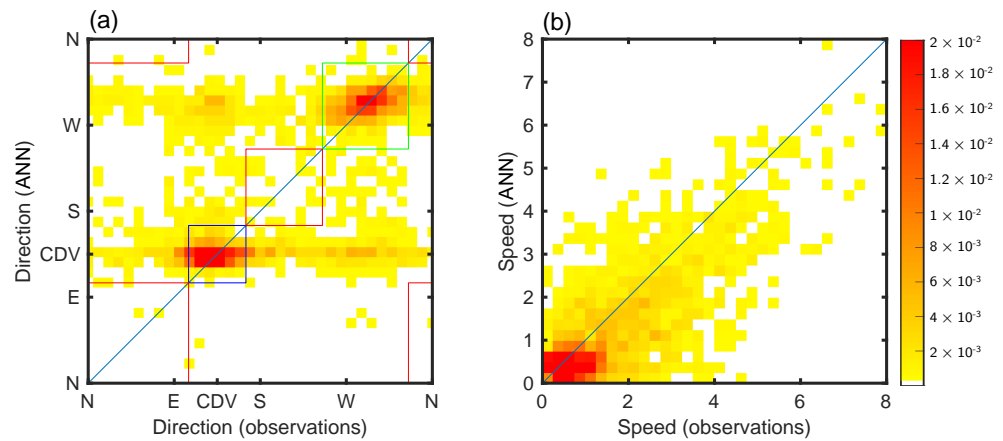 (a)
N
W
S
CDV
E
N
Direction (ANN)
N E CDV S W N
Direction (observations)
(b)
8
7
6
5
4
3
2
1
0
Speed (ANN)
0 2 4 6 8
Speed (observations)
2 × 10⁻²
1.8 × 10⁻²
1.6 × 10⁻²
1.4 × 10⁻²
1.2 × 10⁻²
1 × 10⁻²
8 × 10⁻³
6 × 10⁻³
4 × 10⁻³
2 × 10⁻³